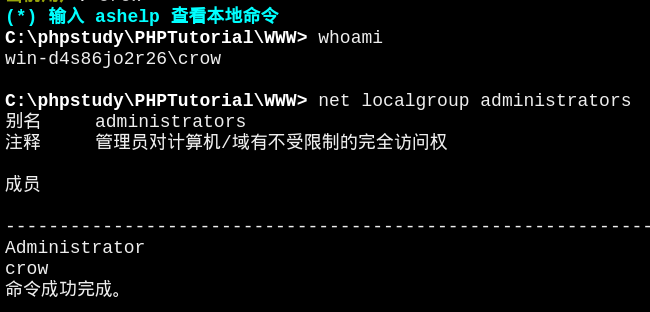 (*) 输入 ashelp 查看本地命令
C:\phpstudy\PHPTutorial\WWW> whoami
win-d4s86jo2r26\crow
C:\phpstudy\PHPTutorial\WWW> net localgroup administrators
别名     administrators
注释     管理员对计算机/域有不受限制的完全访问权
成员
-------------------------------------------------------------
Administrator
crow
命令成功完成。